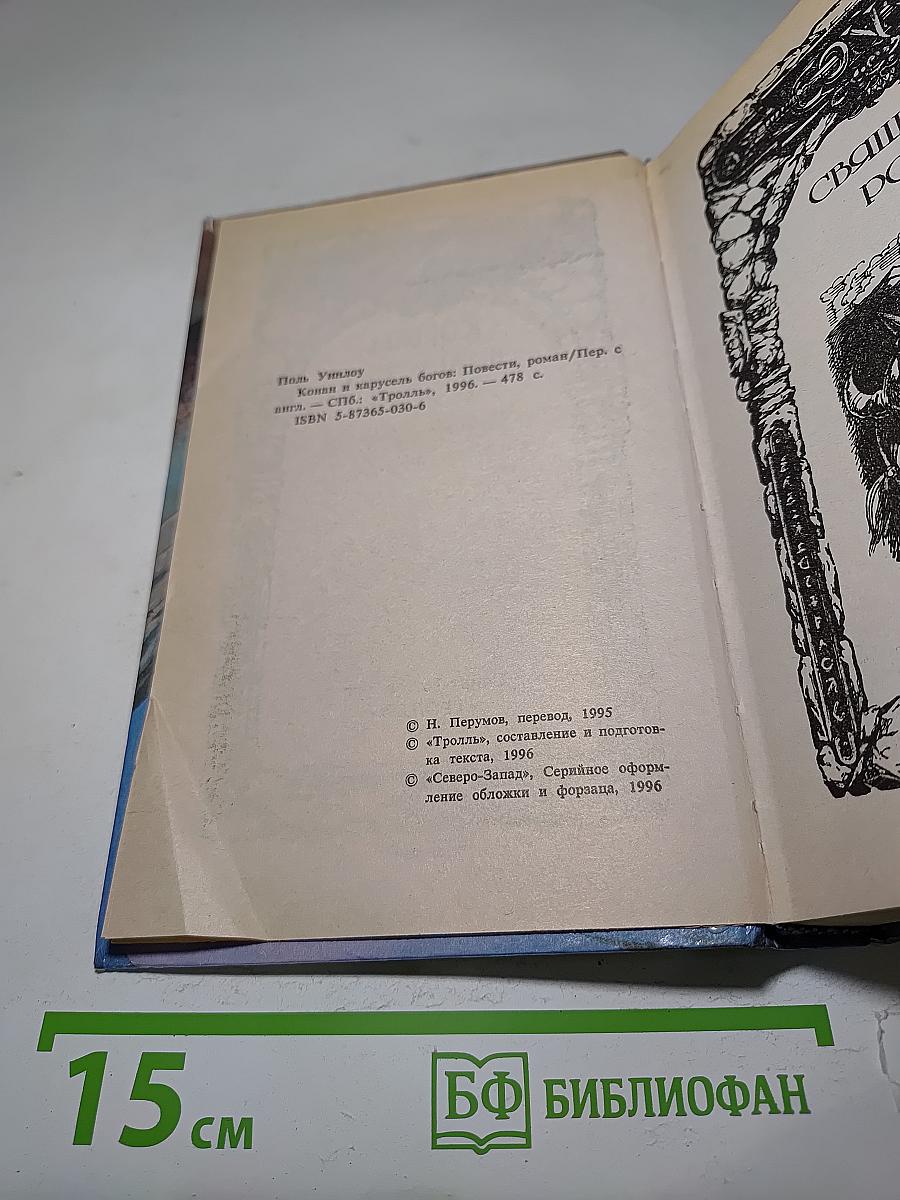 Поль Уинлоу
Конан и карусель богов: Повести, роман/Пер. с
англ. — СПб.: «Тролль», 1996. — 478 с.
ISBN 5-87365-030-6
© Н. Перумов, перевод, 1995
© «Тролль», составление и подготов-
ка текста, 1996
© «Северо-Запад», Серийное оформ-
ление обложки и форзаца, 1996
15 см
БФ БИБЛИОФАН